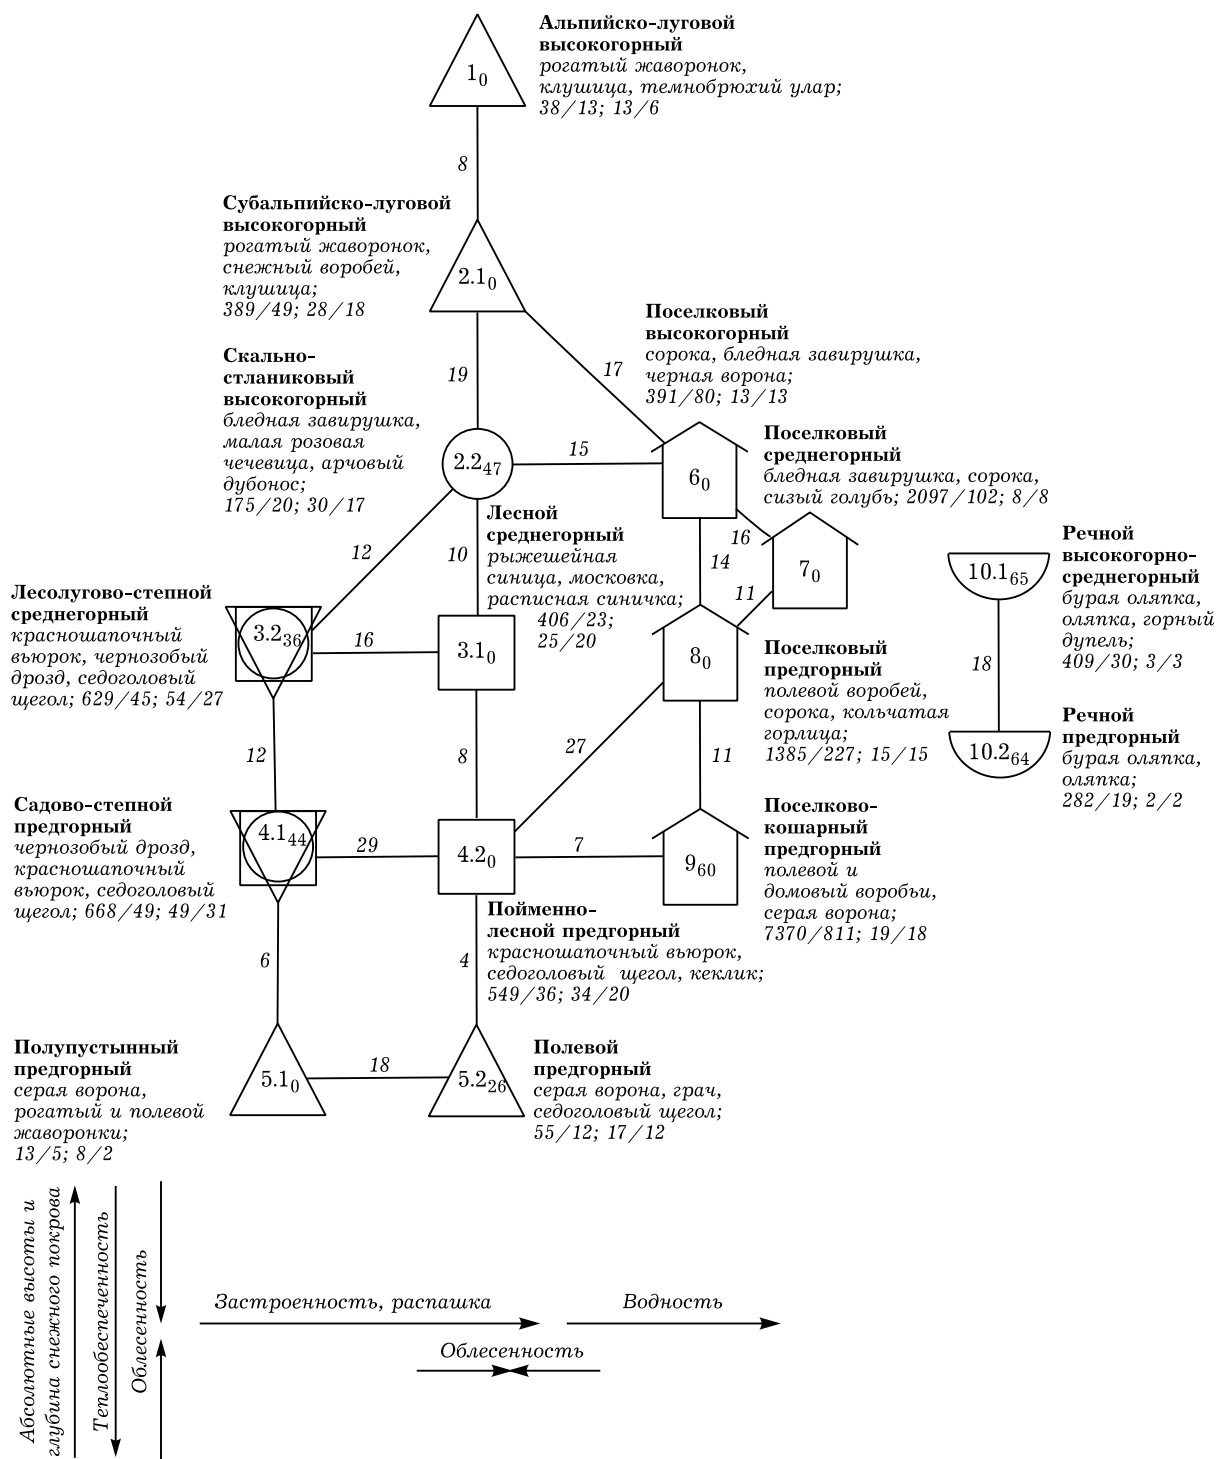 Альпийско-луговой
высокогорный
рогатый жаворонок,
клушица, темнобрюхий улар;
38/13; 13/6
1₀
8
Субальпийско-луговой
высокогорный
рогатый жаворонок,
снежный воробей,
клушица;
389/49; 28/18
2.1₀
19
17
Поселковый
высокогорный
сорока, бледная завирушка,
черная ворона;
391/80; 13/13
6₀
Скально-
стланиковый
высокогорный
бледная завирушка,
малая розовая
чечевица, арчовый
дубонос;
175/20; 30/17
2.2₄₇
15
12
10
14
16
11
Поселковый
среднегорный
бледная завирушка, сорока,
сизый голубь; 2097/102; 8/8
7₀
Лесной
среднегорный
рыжешейная
синица, московка,
расписная синичка;
406/23;
25/20
3.1₀
Речной
высокогорно-
среднегорный
бурая оляпка,
оляпка, горный
дупель;
409/30; 3/3
10.1₆₅
18
Лесолугово-степной
среднегорный
красношапочный
вьюрок, чернозобый
дрозд, седоголовый
щегол; 629/45; 54/27
3.2₃₆
16
12
8
27
11
Поселковый
предгорный
полевой воробей,
сорока, кольчатая
горлица;
1385/227; 15/15
8₀
Речной
предгорный
бурая оляпка,
оляпка;
282/19; 2/2
10.2₆₄
Садово-степной
предгорный
чернозобый дрозд,
красношапочный
вьюрок, седоголовый
щегол; 668/49; 49/31
4.1₄₄
29
4.2₀
7
9₆₀
Поселково-
кошарный
предгорный
полевой и
домовый воробьи,
серая ворона;
7370/811; 19/18
Пойменно-
лесной предгорный
красношапочный вьюрок,
седоголовый щегол, кеклик;
549/36; 34/20
6
4
Полупустынный
предгорный
серая ворона,
рогатый и полевой
жаворонки;
13/5; 8/2
5.1₀
18
5.2₂₆
Полевой
предгорный
серая ворона, грач,
седоголовый щегол;
55/12; 17/12
Абсолютные высоты и
глубина снежного покрова
Теплообеспеченность
Облесенность
Застроенность, распашка
Водность
Облесенность